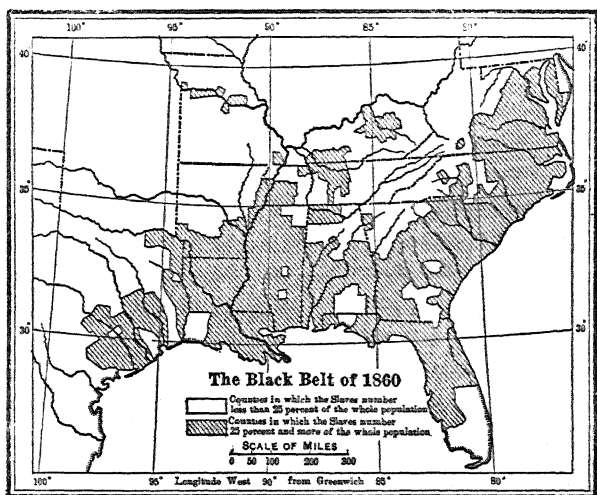 100° 95° 90° 85° 80°
40° 40°
35° 35°
30° 30°
The Black Belt of 1860
Counties in which the Slaves number
less than 25 percent of the whole population
Counties in which the Slaves number
25 percent and more of the whole population.
SCALE OF MILES
0 50 100 200 300
100° 95° Longitude West 90° from Greenwich 85° 80°